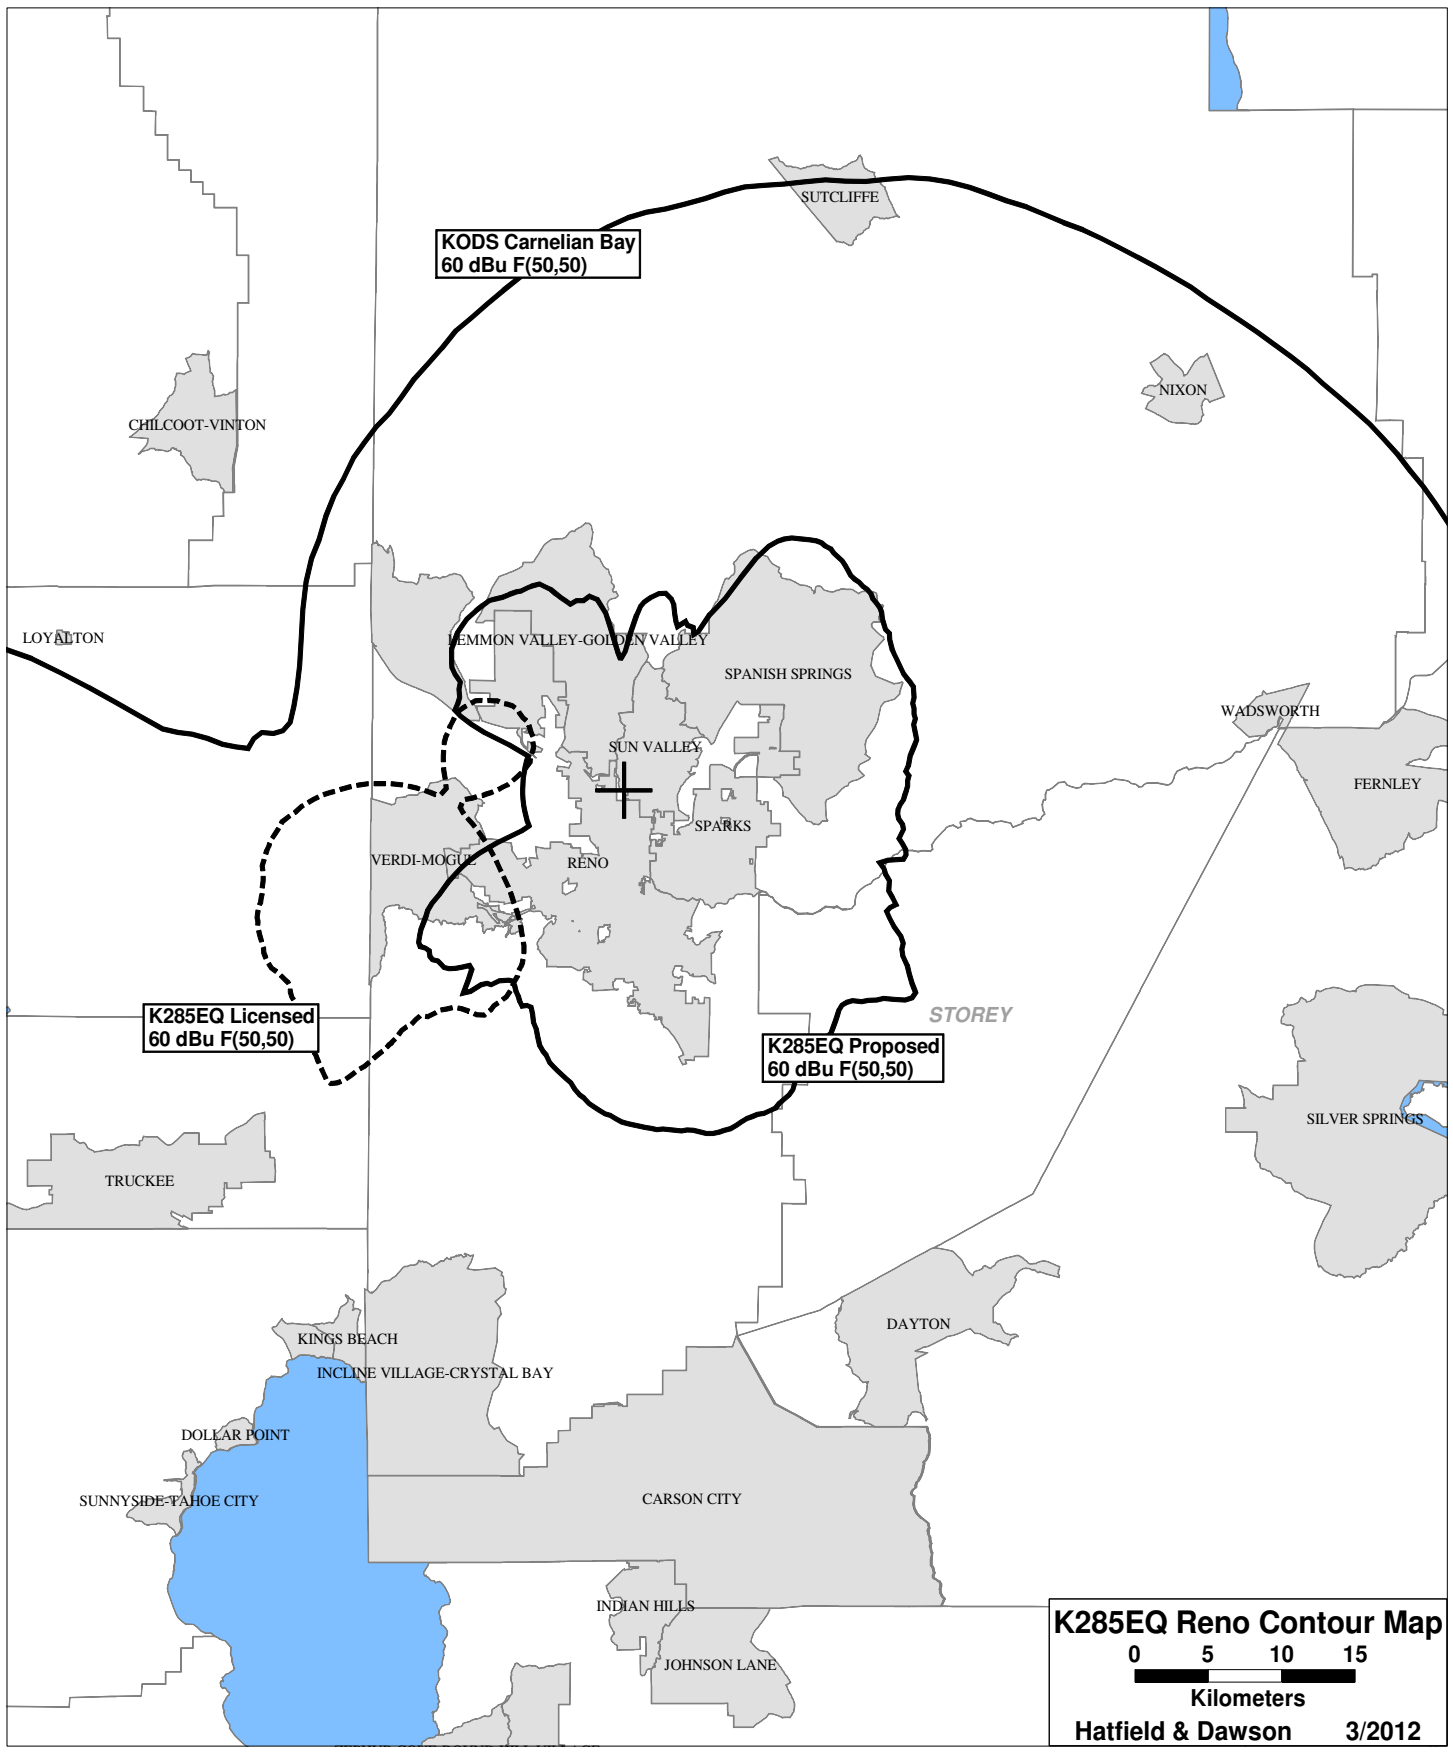 SUTCLIFFE
KODS Carnelian Bay
60 dBu F(50,50)
NIXON
CHILCOOT-VINTON
LOYALTON
LEMMON VALLEY-GOLDEN VALLEY
SPANISH SPRINGS
WADSWORTH
SUN VALLEY
FERNLEY
SPARKS
VERDI-MOGUL
RENO
K285EQ Licensed
60 dBu F(50,50)
STOREY
K285EQ Proposed
60 dBu F(50,50)
SILVER SPRINGS
TRUCKEE
DAYTON
KINGS BEACH
INCLINE VILLAGE-CRYSTAL BAY
DOLLAR POINT
SUNNYSIDE-TAHOE CITY
CARSON CITY
INDIAN HILLS
JOHNSON LANE
K285EQ Reno Contour Map
0 5 10 15
Kilometers
Hatfield & Dawson 3/2012